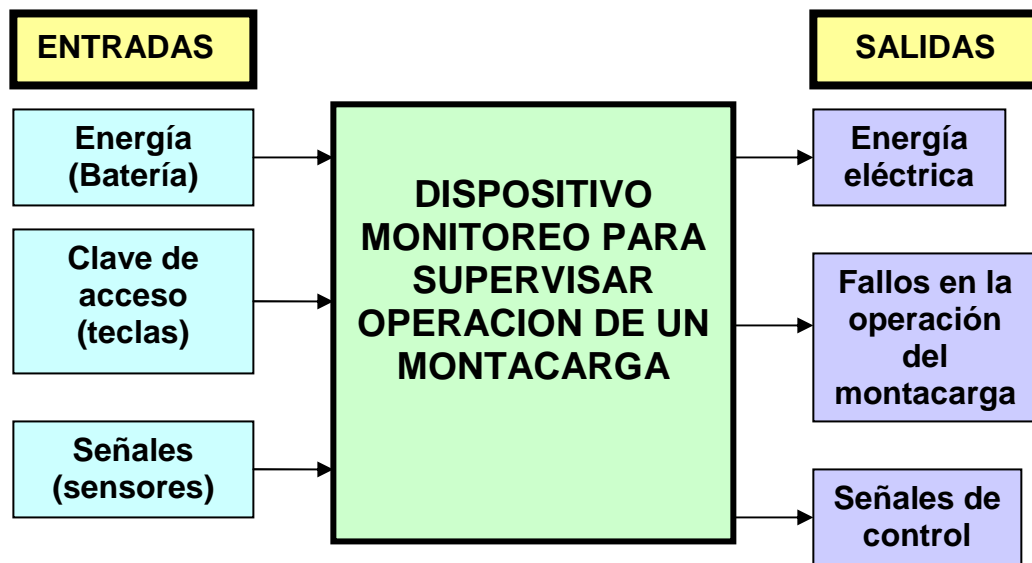 ENTRADAS
SALIDAS
Energía
(Batería)
Clave de
acceso
(teclas)
Señales
(sensores)
DISPOSITIVO
MONITOREO PARA
SUPERVISAR
OPERACION DE UN
MONTACARGA
Energía
eléctrica
Fallos en la
operación
del
montacarga
Señales de
control